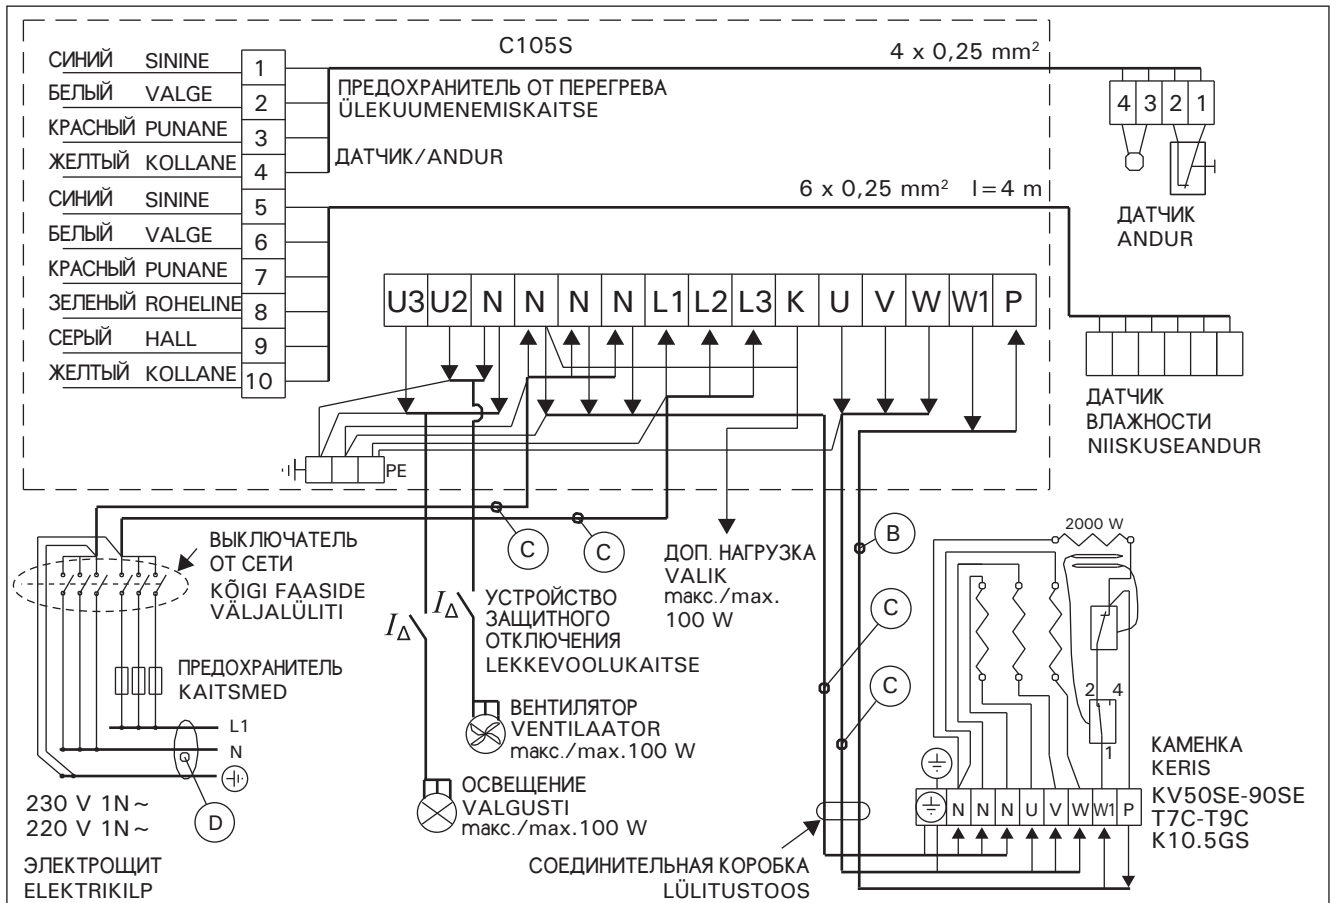 C105S
4 x 0,25 mm²
СИНИЙ SININE 1
БЕЛЫЙ VALGE 2
КРАСНЫЙ PUNANE 3
ЖЕЛТЫЙ KOLLANE 4
СИНИЙ SININE 5
БЕЛЫЙ VALGE 6
КРАСНЫЙ PUNANE 7
ЗЕЛЕНЫЙ ROHELINE 8
СЕРЫЙ HALL 9
ЖЕЛТЫЙ KOLLANE 10
ПРЕДОХРАНИТЕЛЬ ОТ ПЕРЕГРЕВА
ÜLEKUUMENEMISKAITSE
ДАТЧИК/ANDUR
4 3 2 1
ДАТЧИК
ANDUR
6 x 0,25 mm² l=4 m
U3 U2 N N N N L1 L2 L3 K U V W W1 P
ДАТЧИК
ВЛАЖНОСТИ
NIISKUSEANDUR
PE
C
C
B
C
C
ВЫКЛЮЧАТЕЛЬ
ОТ СЕТИ
KÕIGI FAASIDE
VÄLJALÜLITI
ПРЕДОХРАНИТЕЛЬ
KAITSMED
L1
N
D
230 V 1N~
220 V 1N~
ЭЛЕКТРОЩИТ
ELEKTRIKILP
IΔ
IΔ
УСТРОЙСТВО
ЗАЩИТНОГО
ОТКЛЮЧЕНИЯ
LEKKEVOOLUKAITSE
ВЕНТИЛЯТОР
VENTILAATOR
макс./max.100 W
ОСВЕЩЕНИЕ
VALGUSTI
макс./max.100 W
ДОП. НАГРУЗКА
VALIK
макс./max.
100 W
СОЕДИНИТЕЛЬНАЯ КОРОБКА
LÜLITUSTOOS
2000 W
2 4
1
N N N U V W W1 P
КАМЕНКА
KERIS
KV50SE-90SE
T7C-T9C
K10.5GS